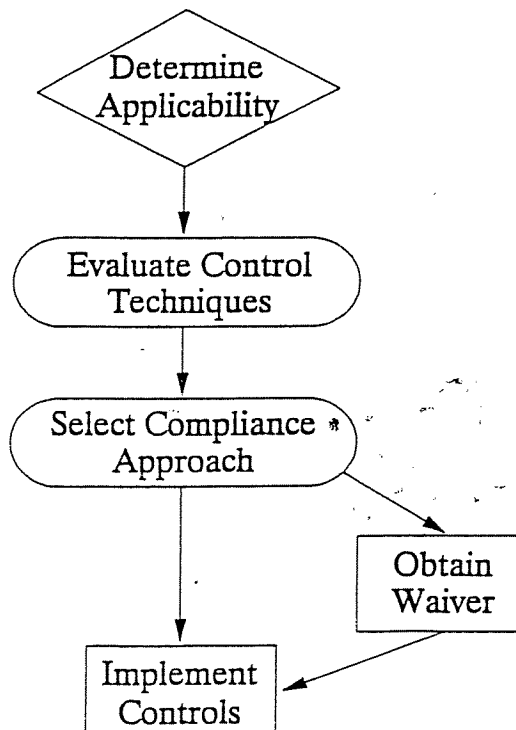 Determine
Applicability
Evaluate Control
Techniques
Select Compliance
Approach
Obtain
Waiver
Implement
Controls